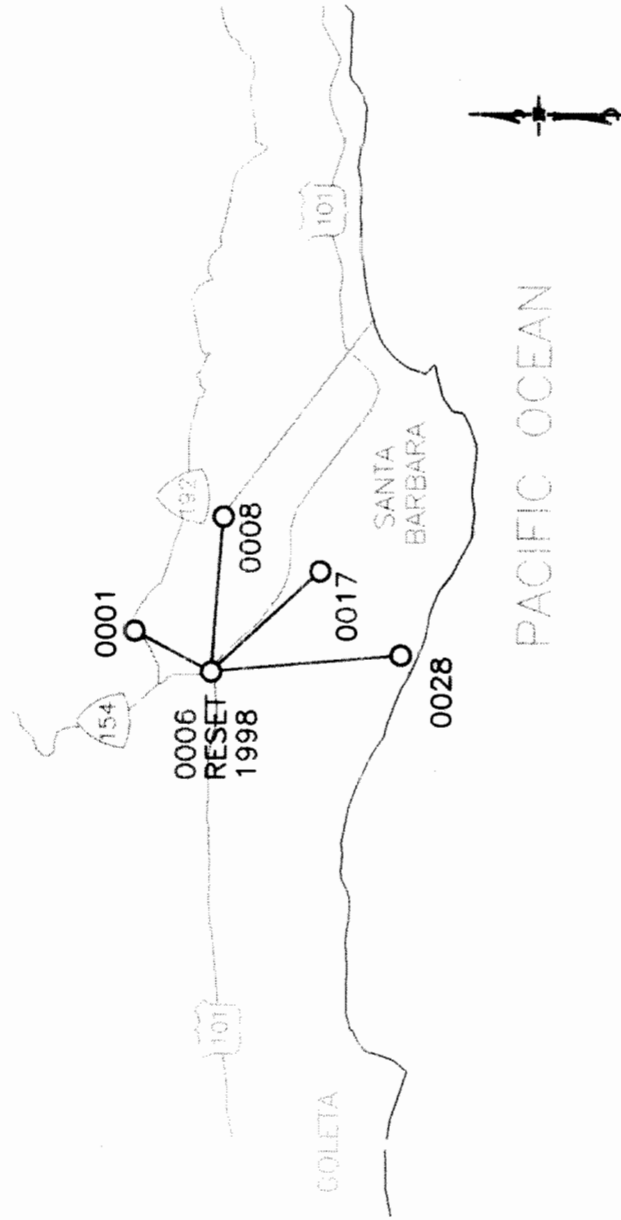 154
192
0001
0006
RESET
1998
0008
101
0017
0028
101
GOLETA
SANTA
BARBARA
PACIFIC OCEAN